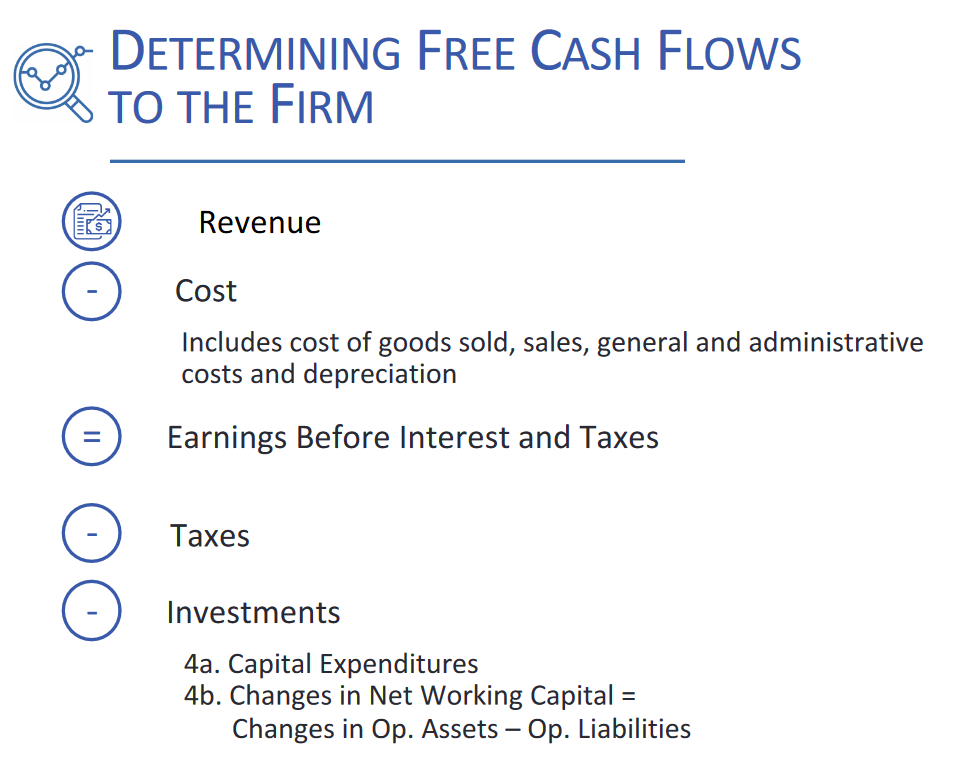 DETERMINING FREE CASH FLOWS
TO THE FIRM
$
Revenue
-
Cost
Includes cost of goods sold, sales, general and administrative
costs and depreciation
=
Earnings Before Interest and Taxes
-
Taxes
-
Investments
4a. Capital Expenditures
4b. Changes in Net Working Capital =
Changes in Op. Assets – Op. Liabilities